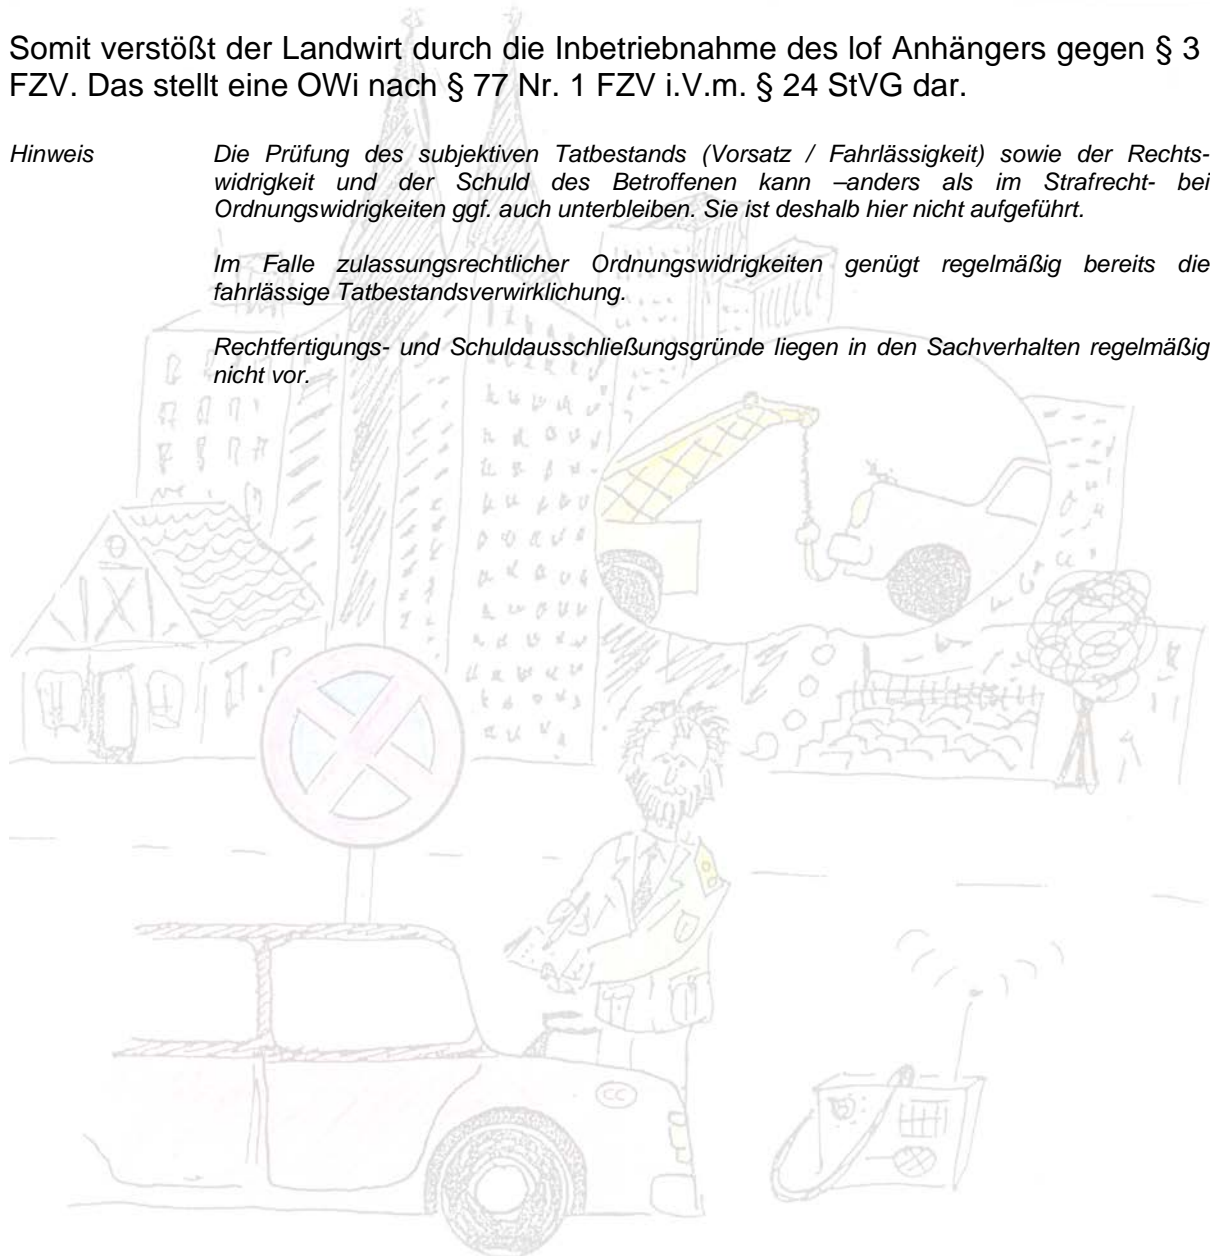 Somit verstößt der Landwirt durch die Inbetriebnahme des lof Anhängers gegen § 3
FZV. Das stellt eine OWi nach § 77 Nr. 1 FZV i.V.m. § 24 StVG dar.
Hinweis Die Prüfung des subjektiven Tatbestands (Vorsatz / Fahrlässigkeit) sowie der Rechts-
widrigkeit und der Schuld des Betroffenen kann –anders als im Strafrecht- bei
Ordnungswidrigkeiten ggf. auch unterbleiben. Sie ist deshalb hier nicht aufgeführt.
Im Falle zulassungsrechtlicher Ordnungswidrigkeiten genügt regelmäßig bereits die
fahrlässige Tatbestandsverwirklichung.
Rechtfertigungs- und Schuldausschließungsgründe liegen in den Sachverhalten regelmäßig
nicht vor.
CC